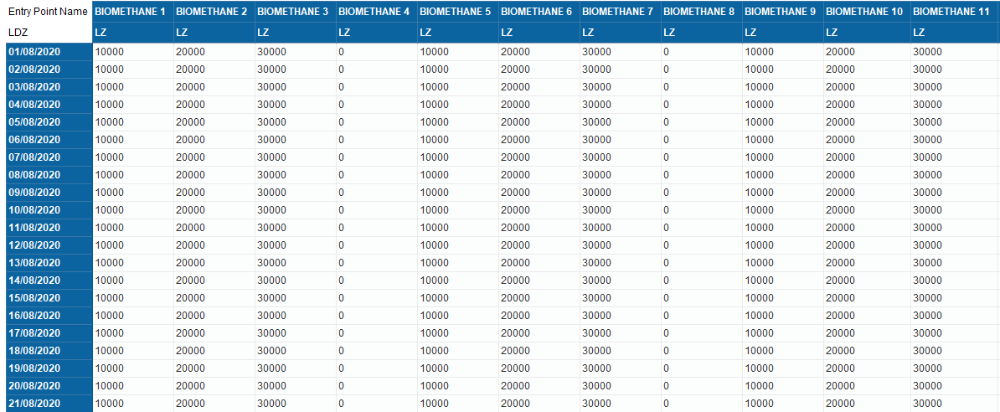 Entry Point Name BIOMETHANE 1 BIOMETHANE 2 BIOMETHANE 3 BIOMETHANE 4 BIOMETHANE 5 BIOMETHANE 6 BIOMETHANE 7 BIOMETHANE 8 BIOMETHANE 9 BIOMETHANE 10 BIOMETHANE 11
LDZ LZ LZ LZ LZ LZ LZ LZ LZ LZ LZ LZ
01/08/2020 10000 20000 30000 0 10000 20000 30000 0 10000 20000 30000
02/08/2020 10000 20000 30000 0 10000 20000 30000 0 10000 20000 30000
03/08/2020 10000 20000 30000 0 10000 20000 30000 0 10000 20000 30000
04/08/2020 10000 20000 30000 0 10000 20000 30000 0 10000 20000 30000
05/08/2020 10000 20000 30000 0 10000 20000 30000 0 10000 20000 30000
06/08/2020 10000 20000 30000 0 10000 20000 30000 0 10000 20000 30000
07/08/2020 10000 20000 30000 0 10000 20000 30000 0 10000 20000 30000
08/08/2020 10000 20000 30000 0 10000 20000 30000 0 10000 20000 30000
09/08/2020 10000 20000 30000 0 10000 20000 30000 0 10000 20000 30000
10/08/2020 10000 20000 30000 0 10000 20000 30000 0 10000 20000 30000
11/08/2020 10000 20000 30000 0 10000 20000 30000 0 10000 20000 30000
12/08/2020 10000 20000 30000 0 10000 20000 30000 0 10000 20000 30000
13/08/2020 10000 20000 30000 0 10000 20000 30000 0 10000 20000 30000
14/08/2020 10000 20000 30000 0 10000 20000 30000 0 10000 20000 30000
15/08/2020 10000 20000 30000 0 10000 20000 30000 0 10000 20000 30000
16/08/2020 10000 20000 30000 0 10000 20000 30000 0 10000 20000 30000
17/08/2020 10000 20000 30000 0 10000 20000 30000 0 10000 20000 30000
18/08/2020 10000 20000 30000 0 10000 20000 30000 0 10000 20000 30000
19/08/2020 10000 20000 30000 0 10000 20000 30000 0 10000 20000 30000
20/08/2020 10000 20000 30000 0 10000 20000 30000 0 10000 20000 30000
21/08/2020 10000 20000 30000 0 10000 20000 30000 0 10000 20000 30000